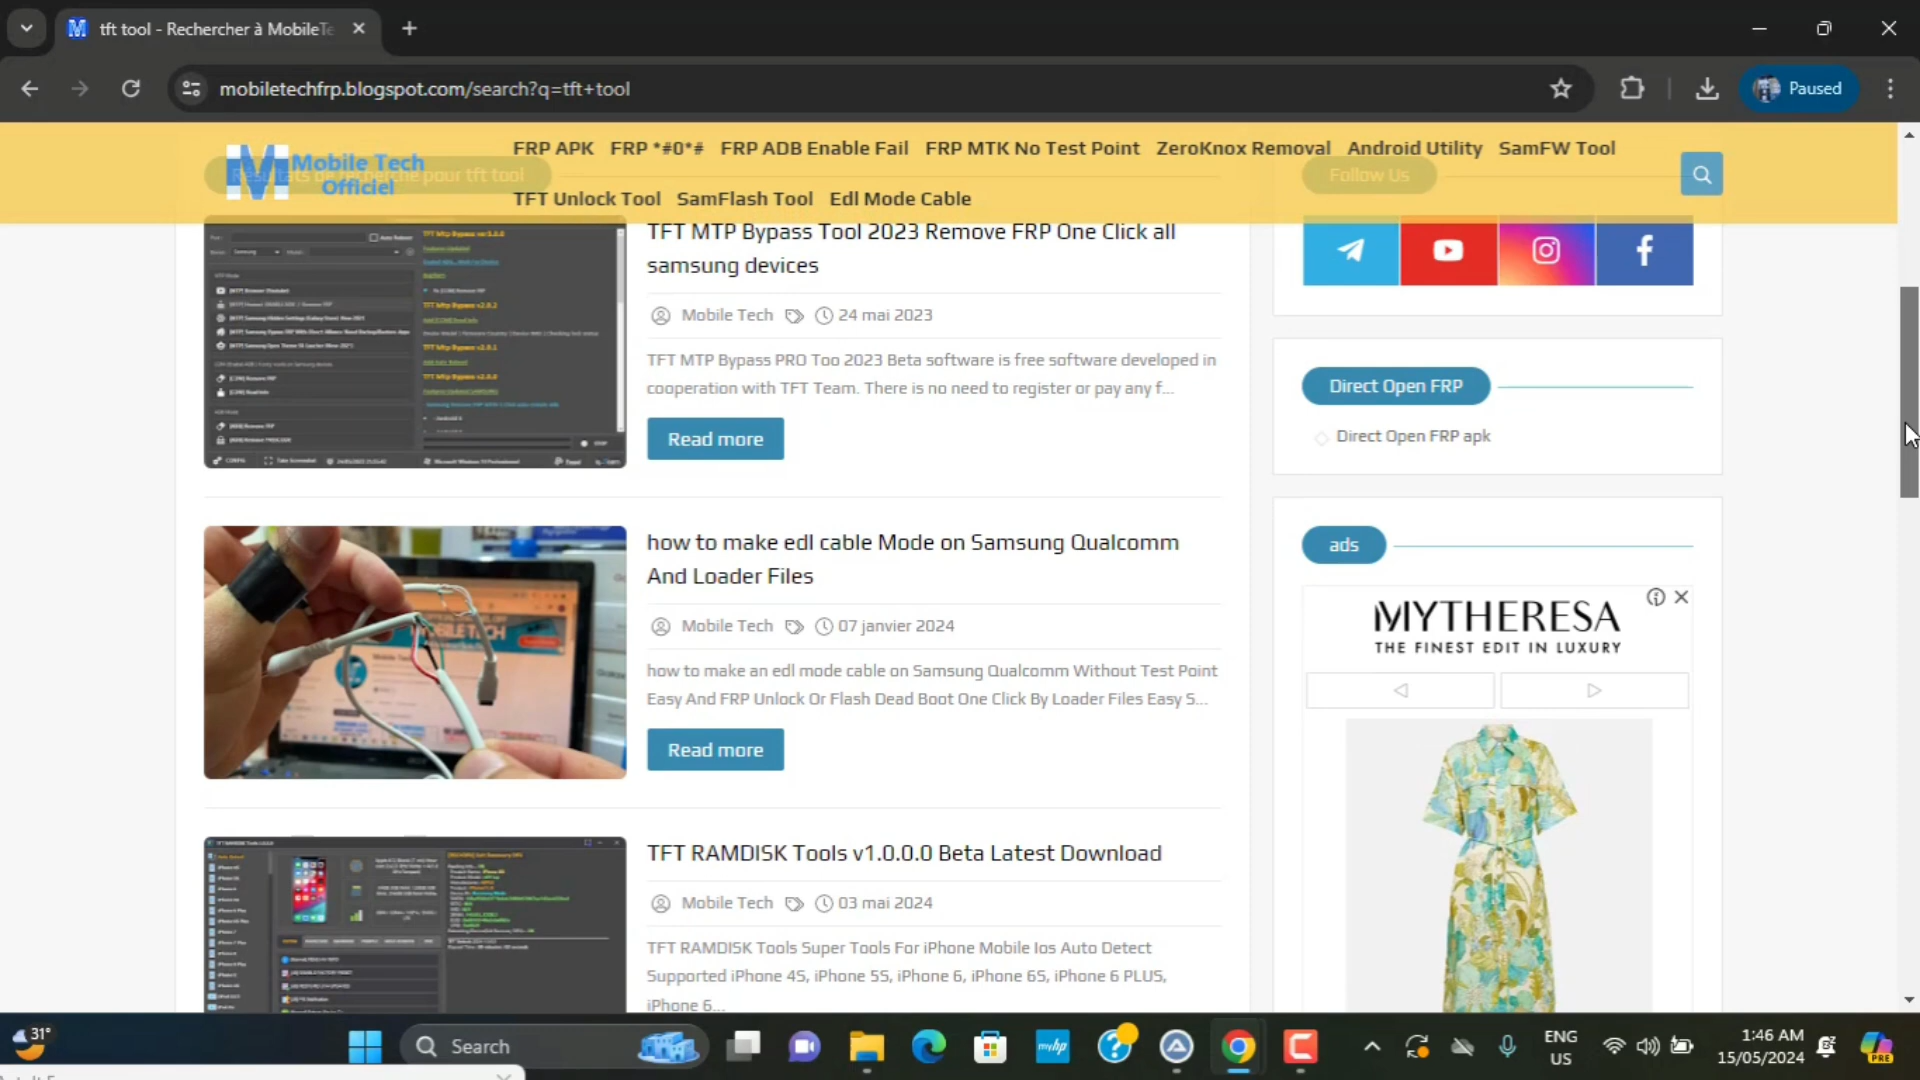 tft tool - Rechercher à MobileTe
mobiletechfrp.blogspot.com/search?q=tft+tool
Paused
Mobile Tech
Officiel
FRP APK FRP *#0*# FRP ADB Enable Fail FRP MTK No Test Point ZeroKnox Removal Android Utility SamFW Tool
TFT Unlock Tool SamFlash Tool Edl Mode Cable
Résultats de recherche pour tft tool
Follow Us
TFT MTP Bypass Tool 2023 Remove FRP One Click all
samsung devices
Mobile Tech 24 mai 2023
TFT MTP Bypass PRO Too 2023 Beta software is free software developed in
cooperation with TFT Team. There is no need to register or pay any f...
Read more
how to make edl cable Mode on Samsung Qualcomm
And Loader Files
Mobile Tech 07 janvier 2024
how to make an edl mode cable on Samsung Qualcomm Without Test Point
Easy And FRP Unlock Or Flash Dead Boot One Click By Loader Files Easy S...
Read more
TFT RAMDISK Tools v1.0.0.0 Beta Latest Download
Mobile Tech 03 mai 2024
TFT RAMDISK Tools Super Tools For iPhone Mobile Ios Auto Detect
Supported iPhone 4S, iPhone 5S, iPhone 6, iPhone 6S, iPhone 6 PLUS,
iPhone 6...
Direct Open FRP
Direct Open FRP apk
ads
MYTHERESA
THE FINEST EDIT IN LUXURY
31°
Search
myhp
ENG
US
1:46 AM
15/05/2024
PRE